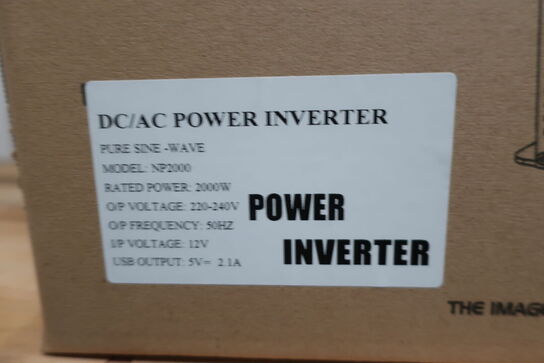 DC/AC POWER INVERTER
PURE SINE -WAVE
MODEL: NP2000
RATED POWER: 2000W
O/P VOLTAGE: 220-240V
O/P FREQUENCY: 50HZ
I/P VOLTAGE: 12V
USB OUTPUT: 5V= 2.1A
POWER
INVERTER
THE IMAG